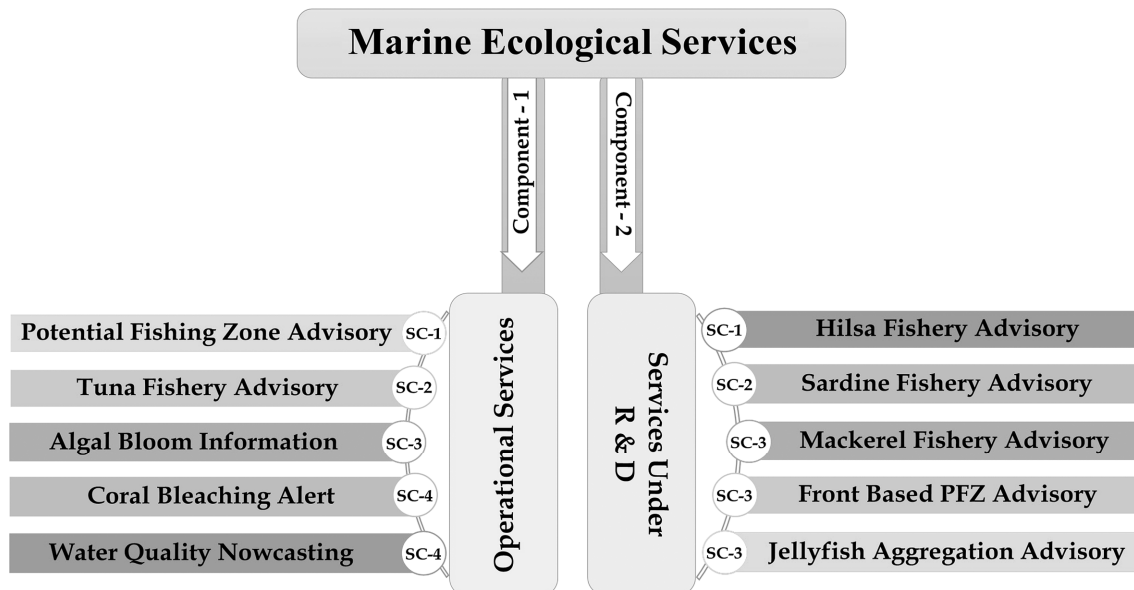 Marine Ecological Services
Component - 1
Component - 2
Operational Services
Potential Fishing Zone Advisory SC-1
Tuna Fishery Advisory SC-2
Algal Bloom Information SC-3
Coral Bleaching Alert SC-4
Water Quality Nowcasting SC-4
Services Under
R & D
SC-1 Hilsa Fishery Advisory
SC-2 Sardine Fishery Advisory
SC-3 Mackerel Fishery Advisory
SC-3 Front Based PFZ Advisory
SC-3 Jellyfish Aggregation Advisory